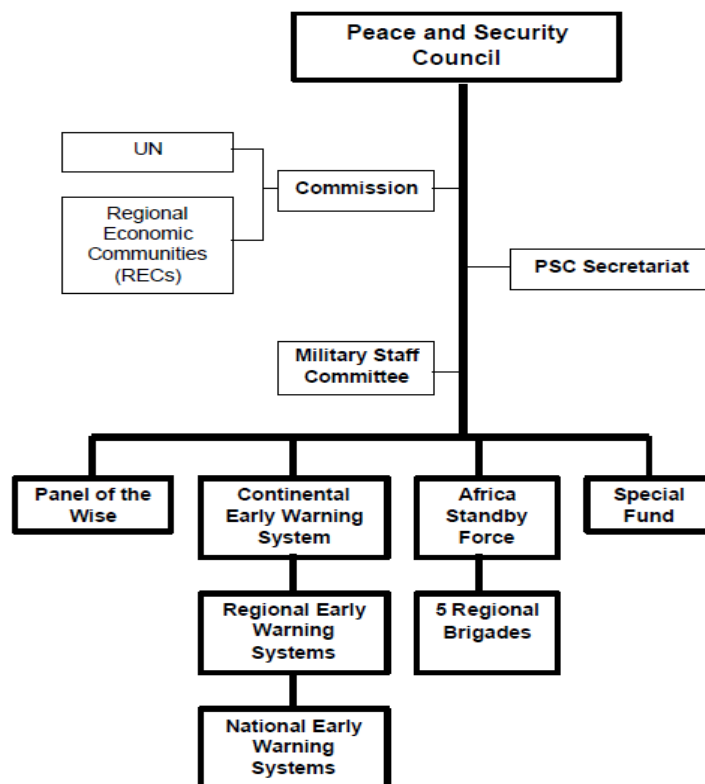 Peace and Security
Council
UN
Commission
Regional
Economic
Communities
(RECs)
PSC Secretariat
Military Staff
Committee
Panel of the
Wise
Continental
Early Warning
System
Africa
Standby
Force
Special
Fund
Regional Early
Warning
Systems
5 Regional
Brigades
National Early
Warning
Systems